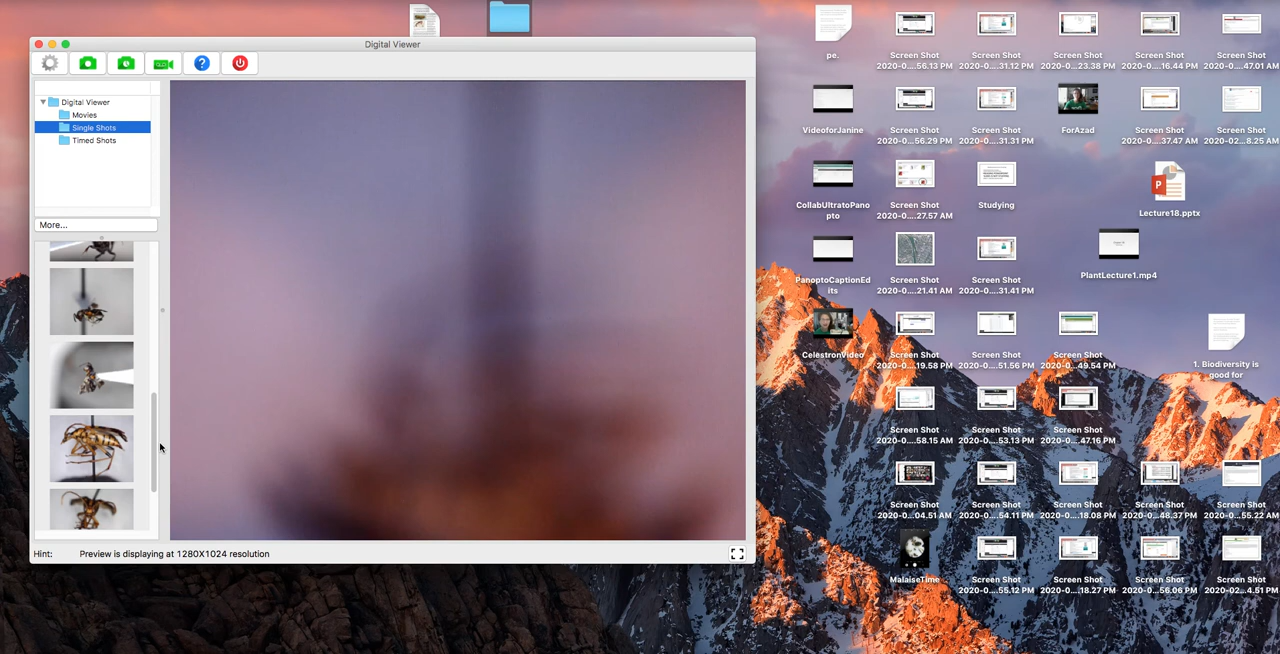 Digital Viewer
Digital Viewer
Movies
Single Shots
Timed Shots
More...
Hint: Preview is displaying at 1280X1024 resolution
pe.
Screen Shot
2020-0....56.13 PM
Screen Shot
2020-0....31.12 PM
Screen Shot
2020-0....23.38 PM
Screen Shot
2020-0....16.44 PM
Screen Shot
2020-0....47.01 AM
VideoforJanine
Screen Shot
2020-0....56.29 PM
Screen Shot
2020-0....31.31 PM
ForAzad
Screen Shot
2020-0....37.47 AM
Screen Shot
2020-02...8.25 AM
CollabUltratoPano
pto
Screen Shot
2020-0....27.57 AM
Studying
Lecture18.pptx
PanoptoCaptionEd
its
Screen Shot
2020-0....21.41 AM
Screen Shot
2020-0....31.41 PM
PlantLecture1.mp4
CelestronVideo
Screen Shot
2020-0....19.58 PM
Screen Shot
2020-0....51.56 PM
Screen Shot
2020-0....49.54 PM
1. Biodiversity is
good for
Screen Shot
2020-0....58.15 AM
Screen Shot
2020-0....53.13 PM
Screen Shot
2020-0....47.16 PM
Screen Shot
2020-0....04.51 AM
Screen Shot
2020-0....54.11 PM
Screen Shot
2020-0....18.08 PM
Screen Shot
2020-0....48.37 PM
Screen Shot
2020-0....55.22 AM
MalaiseTime
Screen Shot
2020-0....55.12 PM
Screen Shot
2020-0....18.27 PM
Screen Shot
2020-0....56.06 PM
Screen Shot
2020-02...4.51 PM